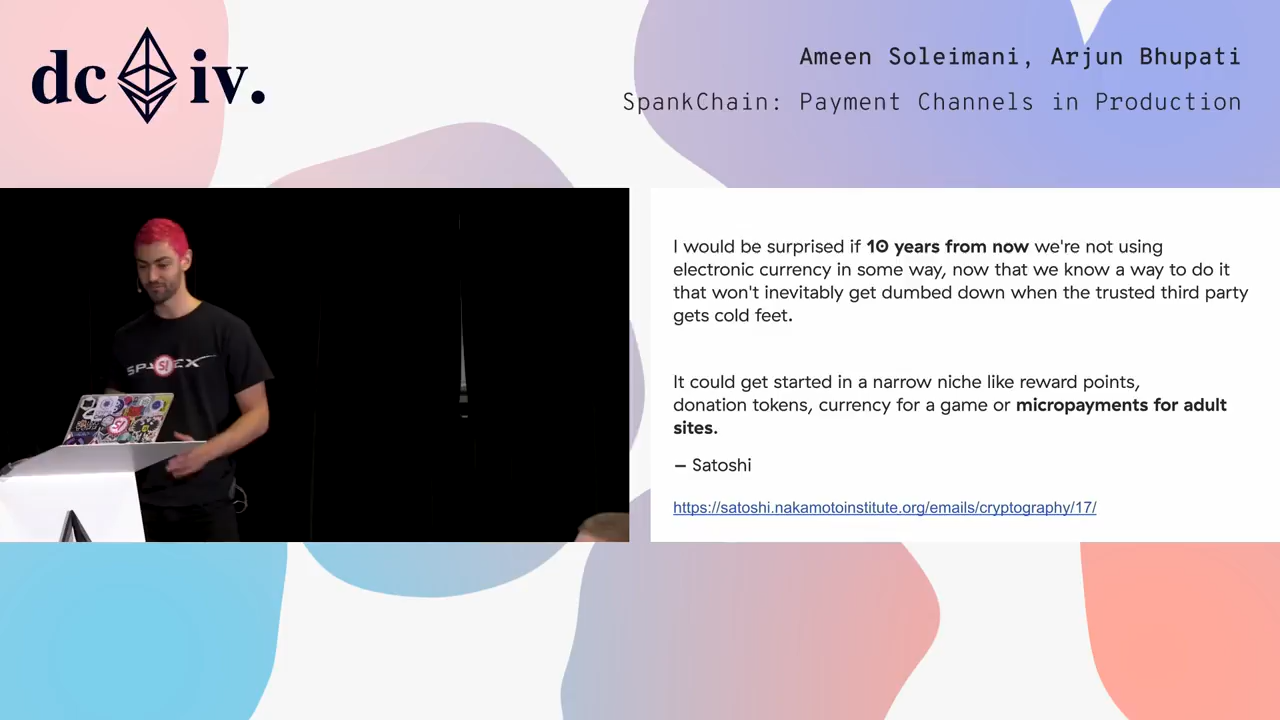 dc iv.
Ameen Soleimani, Arjun Bhupati
SpankChain: Payment Channels in Production
I would be surprised if 10 years from now we're not using
electronic currency in some way, now that we know a way to do it
that won't inevitably get dumbed down when the trusted third party
gets cold feet.
It could get started in a narrow niche like reward points,
donation tokens, currency for a game or micropayments for adult
sites.
— Satoshi
https://satoshi.nakamotoinstitute.org/emails/cryptography/17/